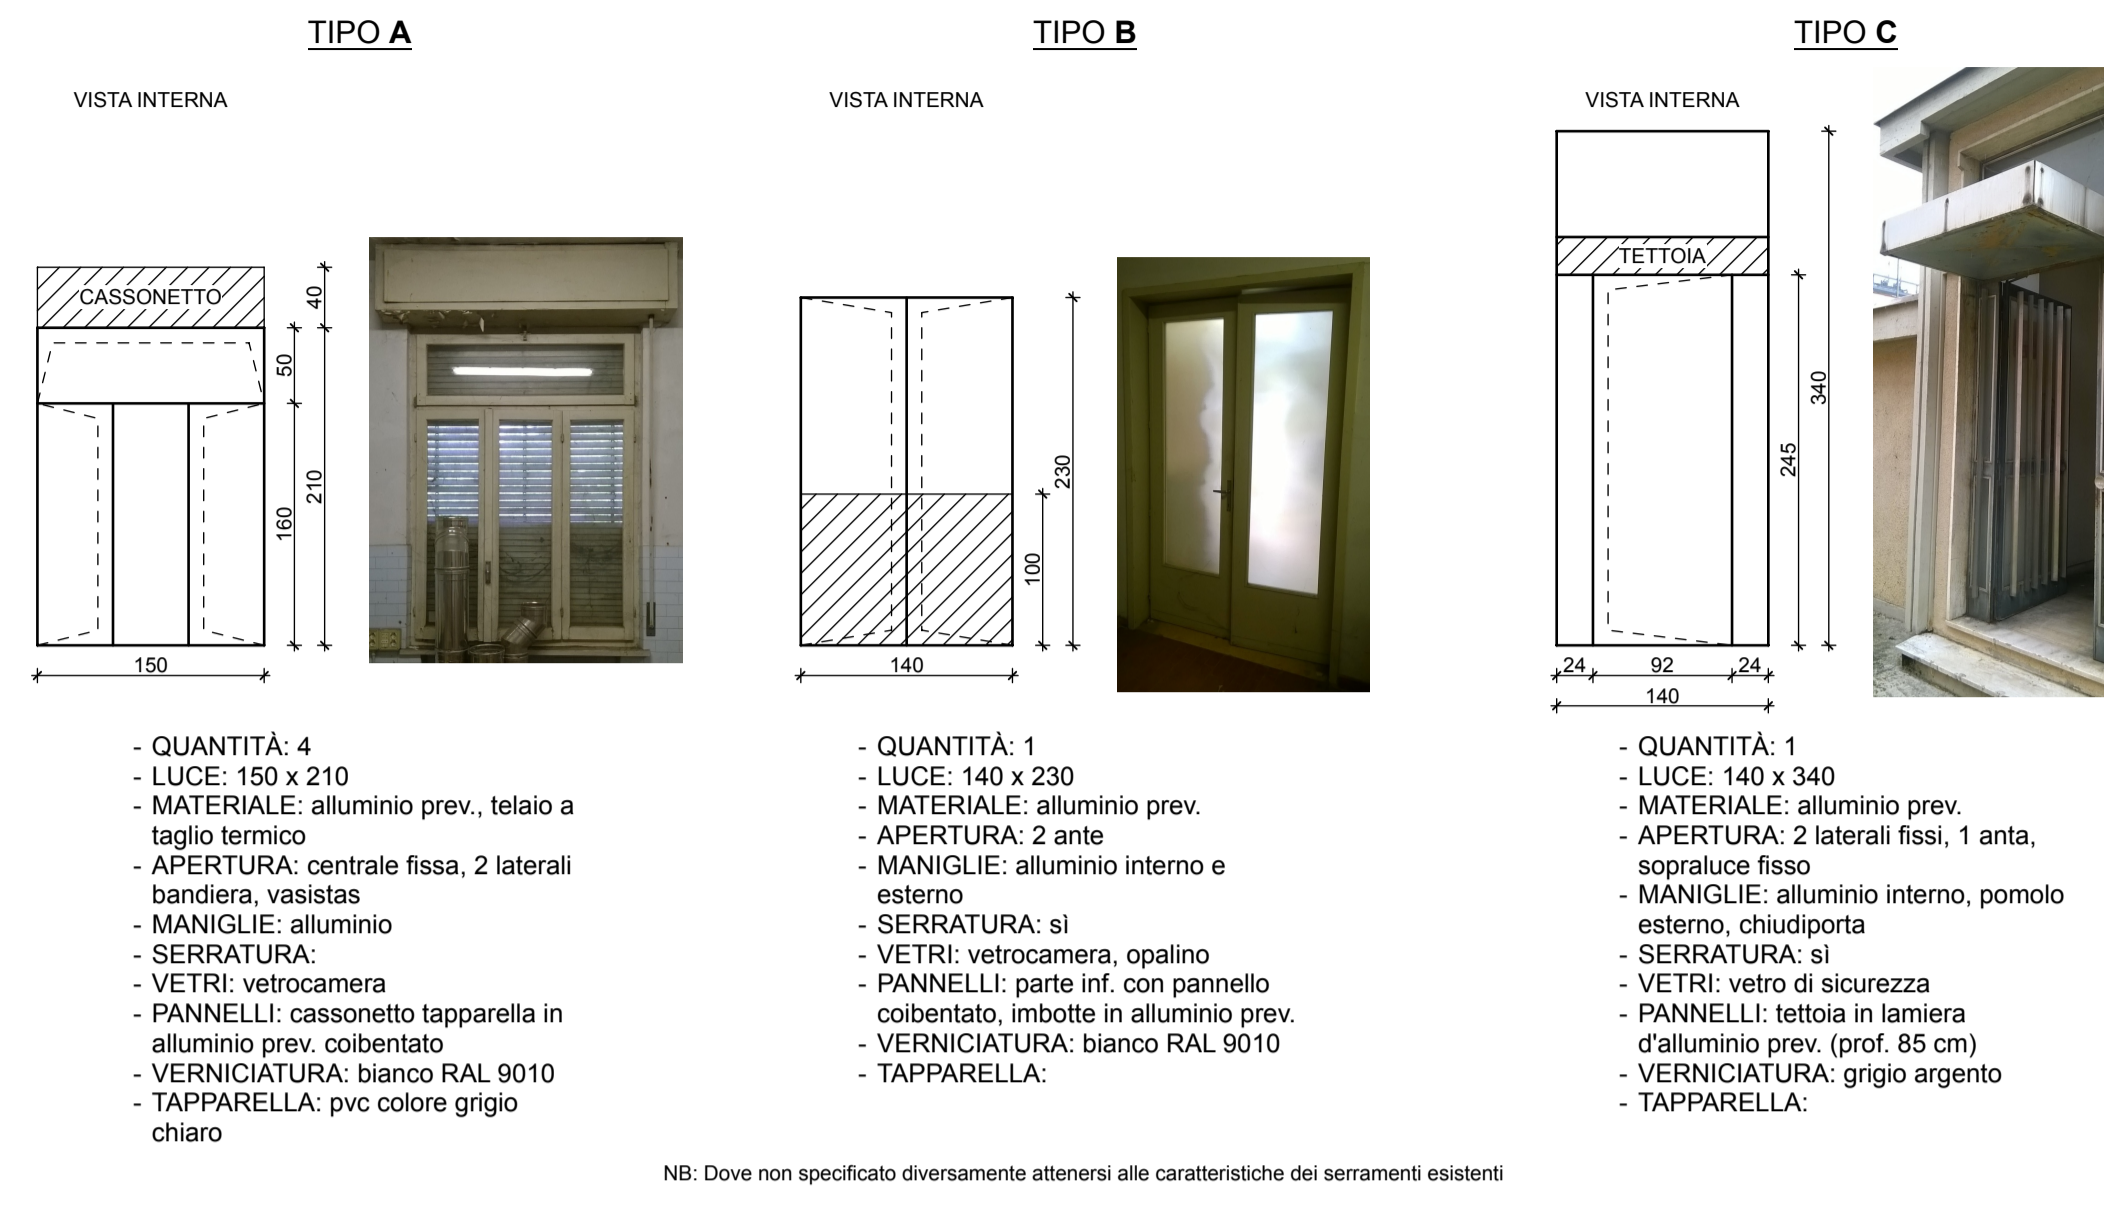 TIPO A
VISTA INTERNA
CASSONETTO
40
50
210
160
150
- QUANTITÀ: 4
- LUCE: 150 x 210
- MATERIALE: alluminio prev., telaio a
taglio termico
- APERTURA: centrale fissa, 2 laterali
bandiera, vasistas
- MANIGLIE: alluminio
- SERRATURA:
- VETRI: vetrocamera
- PANNELLI: cassonetto tapparella in
alluminio prev. coibentato
- VERNICIATURA: bianco RAL 9010
- TAPPARELLA: pvc colore grigio
chiaro
TIPO B
VISTA INTERNA
230
100
140
- QUANTITÀ: 1
- LUCE: 140 x 230
- MATERIALE: alluminio prev.
- APERTURA: 2 ante
- MANIGLIE: alluminio interno e
esterno
- SERRATURA: sì
- VETRI: vetrocamera, opalino
- PANNELLI: parte inf. con pannello
coibentato, imbotte in alluminio prev.
- VERNICIATURA: bianco RAL 9010
- TAPPARELLA:
TIPO C
VISTA INTERNA
TETTOIA
340
245
24 92 24
140
- QUANTITÀ: 1
- LUCE: 140 x 340
- MATERIALE: alluminio prev.
- APERTURA: 2 laterali fissi, 1 anta,
sopraluce fisso
- MANIGLIE: alluminio interno, pomolo
esterno, chiudiporta
- SERRATURA: sì
- VETRI: vetro di sicurezza
- PANNELLI: tettoia in lamiera
d'alluminio prev. (prof. 85 cm)
- VERNICIATURA: grigio argento
- TAPPARELLA:
NB: Dove non specificato diversamente attenersi alle caratteristiche dei serramenti esistenti